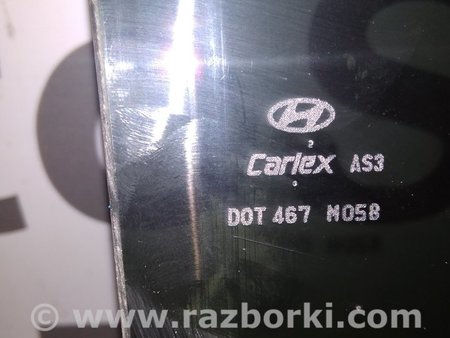 Carlex AS3
DOT 467 M058
© www.razborki.com